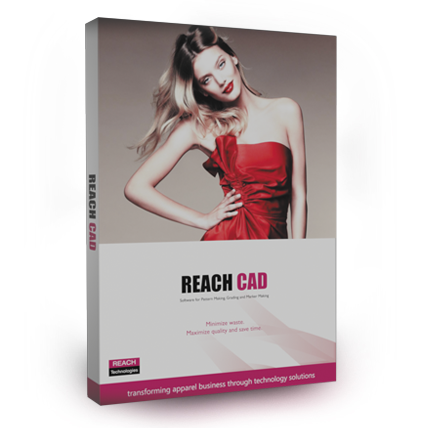 REACH CAD
REACH CAD
Software for Pattern Making, Grading and Marker Making
Minimize waste.
Maximize quality and save time...
REACH
Technologies
transforming apparel business through technology solutions